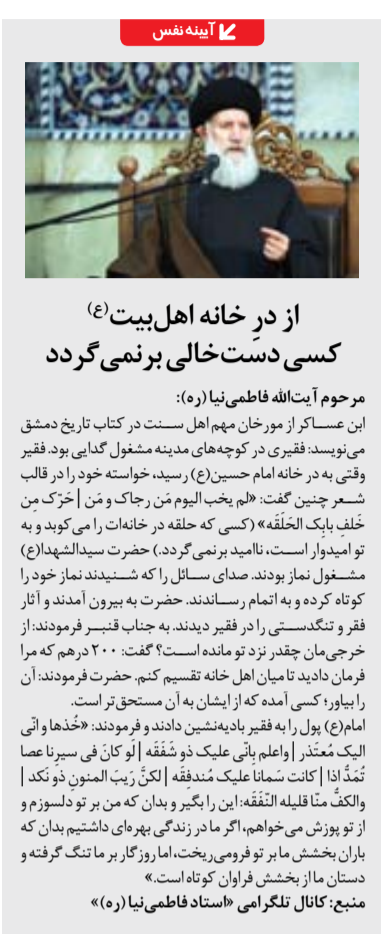 آیینه نفس
از درِ خانه اهل‌بیت(ع)
کسی دست‌خالی برنمی‌گردد
مرحوم آیت‌الله فاطمی‌نیا (ره):
ابن عساکر از مورخان مهم اهل سنت در کتاب تاریخ دمشق
می‌نویسد: فقیری در کوچه‌های مدینه مشغول گدایی بود. فقیر
وقتی به در خانه امام حسین(ع) رسید، خواسته خود را در قالب
شعر چنین گفت: «لم یخب الیوم مَن رجاک و مَن | حَرّک مِن
خَلفِ بابِک الحَلَقَه» (کسی که حلقه در خانه‌ات را می‌کوبد و به
تو امیدوار است، ناامید برنمی‌گردد.) حضرت سیدالشهدا(ع)
مشغول نماز بودند. صدای سائل را که شنیدند نماز خود را
کوتاه کرده و به اتمام رساندند. حضرت به بیرون آمدند و آثار
فقر و تنگدستی را در فقیر دیدند. به جناب قنبر فرمودند: از
خرجی‌مان چقدر نزد تو مانده است؟ گفت: ۲۰۰ درهم که مرا
فرمان دادید تا میان اهل خانه تقسیم کنم. حضرت فرمودند: آن
را بیاور؛ کسی آمده که از ایشان به آن مستحق‌تر است.
امام(ع) پول را به فقیر بادیه‌نشین دادند و فرمودند: «خُذها و انّی
الیک مُعتَذر | واعلم بِانّی علیک ذو شَفَقَه | لَو کانَ فی سیرِنا عصا
تُمَدُّ اذا | کانت سَمانا علیک مُندفِقَه | لکنَّ رَیبَ المنونِ ذو نَکد |
والکفُّ منّا قلیله النّفَقَه: این را بگیر و بدان که من بر تو دلسوزم و
از تو پوزش می‌خواهم، اگر ما در زندگی بهره‌ای داشتیم بدان که
باران بخشش ما بر تو فرومی‌ریخت، اما روزگار بر ما تنگ گرفته و
دستان ما از بخشش فراوان کوتاه است.»
منبع: کانال تلگرامی «استاد فاطمی‌نیا (ره)»